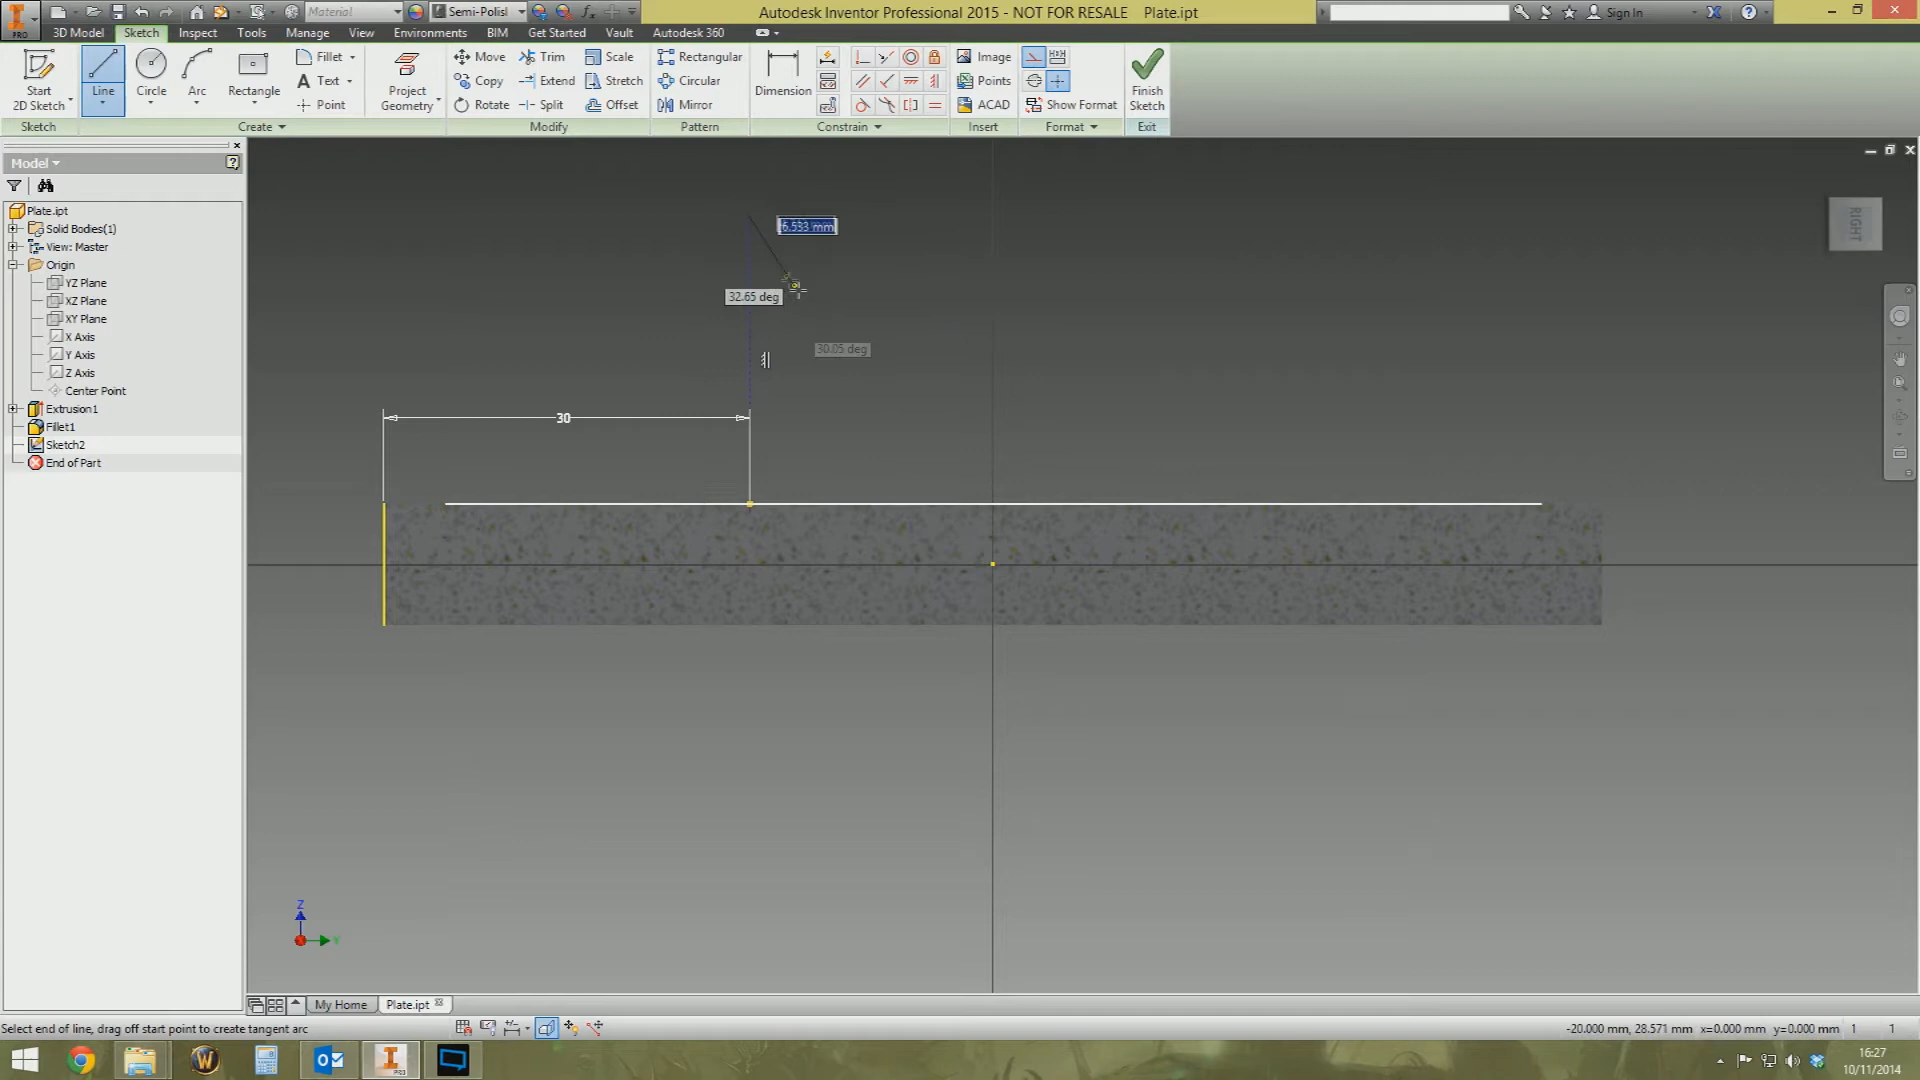 Material
Semi-Polisl
Autodesk Inventor Professional 2015 - NOT FOR RESALE    Plate.ipt
Sign In
PRO
3D Model
Sketch
Inspect
Tools
Manage
View
Environments
BIM
Get Started
Vault
Autodesk 360
Start
2D Sketch
Line
Circle
Arc
Rectangle
Fillet
Text
Point
Project
Geometry
Move
Copy
Rotate
Trim
Extend
Split
Scale
Stretch
Offset
Rectangular
Circular
Mirror
Dimension
Image
Points
ACAD
Show Format
Finish
Sketch
Sketch
Create
Modify
Pattern
Constrain
Insert
Format
Exit
Model
Plate.ipt
Solid Bodies(1)
View: Master
Origin
YZ Plane
XZ Plane
XY Plane
X Axis
Y Axis
Z Axis
Center Point
Extrusion1
Fillet1
Sketch2
End of Part
6.533 mm
32.65 deg
30.05 deg
30
RIGHT
Z
Y
My Home
Plate.ipt
Select end of line, drag off start point to create tangent arc
-20.000 mm, 28.571 mm  x=0.000 mm  y=0.000 mm
1
1
PRO
16:27
10/11/2014